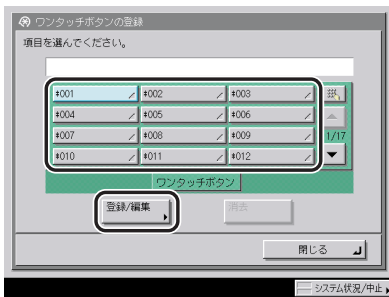 ワンタッチボタンの登録
項目を選んでください。
*001 *002 *003
*004 *005 *006
*007 *008 *009 1/17
*010 *011 *012
ワンタッチボタン
登録/編集 消去
閉じる
システム状況/中止